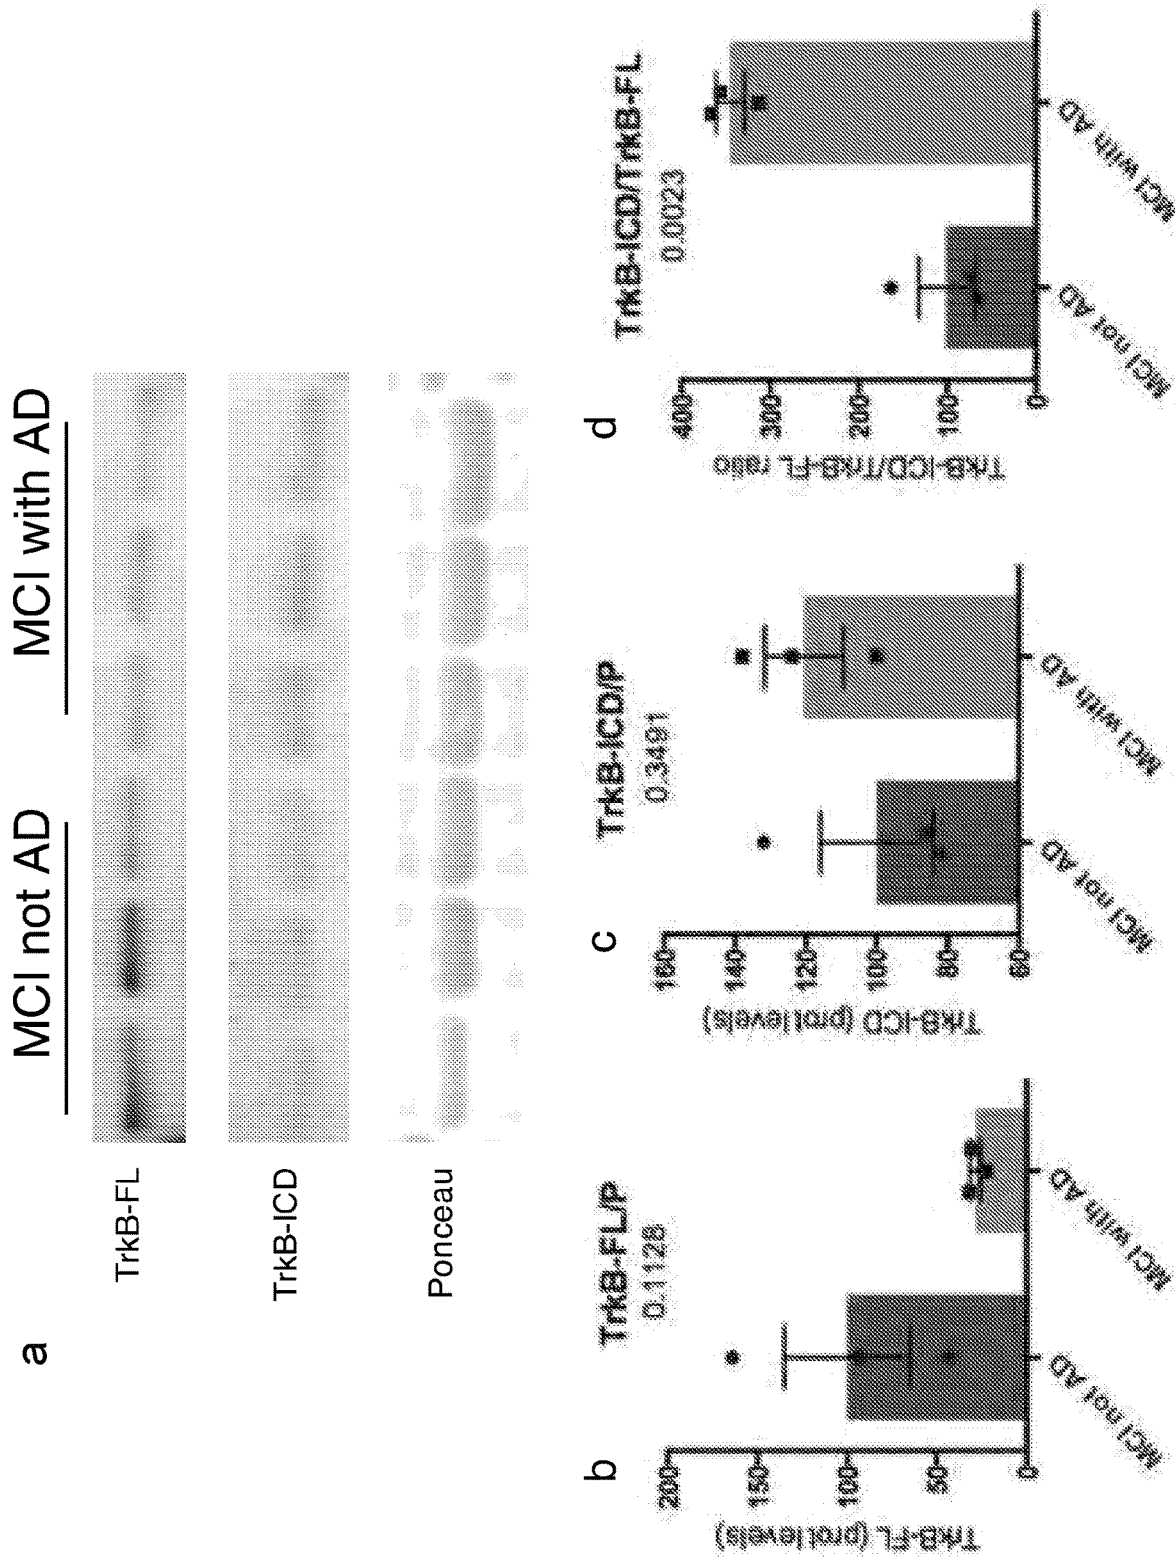 a
MCI not AD
MCI with AD
TrkB-FL
TrkB-ICD
Ponceau
b
TrkB-FL/P
0.1128
TrkB-FL (prot levels)
200
150
100
50
0
MCI not AD
MCI with AD
c
TrkB-ICD/P
0.3491
TrkB-ICD (prot levels)
160
140
120
100
80
60
MCI not AD
MCI with AD
d
TrkB-ICD/TrkB-FL
0.0023
TrkB-ICD/TrkB-FL ratio
400
300
200
100
0
MCI not AD
MCI with AD